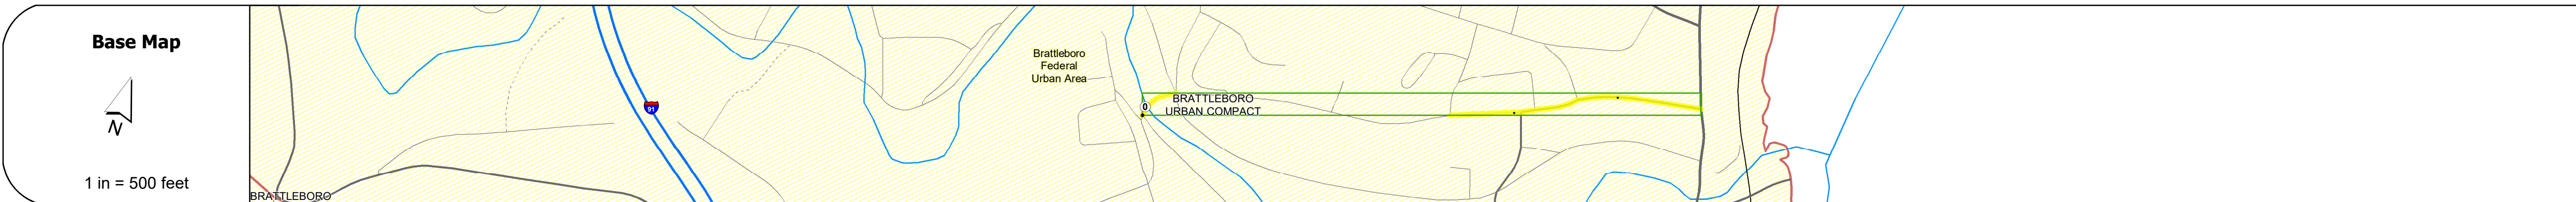 Base Map
N
1 in = 500 feet
BRATTLEBORO
91
Brattleboro
Federal
Urban Area
0
BRATTLEBORO
URBAN COMPACT